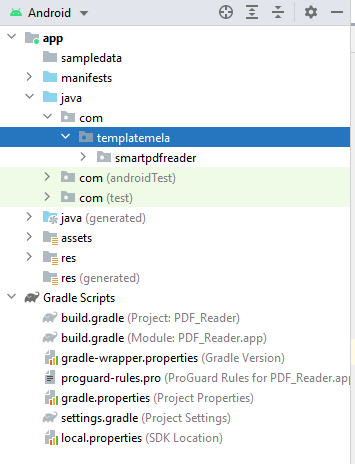 Android
app
sampledata
manifests
java
com
templatemela
smartpdfreader
com (androidTest)
com (test)
java (generated)
assets
res
res (generated)
Gradle Scripts
build.gradle (Project: PDF_Reader)
build.gradle (Module: PDF_Reader.app)
gradle-wrapper.properties (Gradle Version)
proguard-rules.pro (ProGuard Rules for PDF_Reader.app
gradle.properties (Project Properties)
settings.gradle (Project Settings)
local.properties (SDK Location)